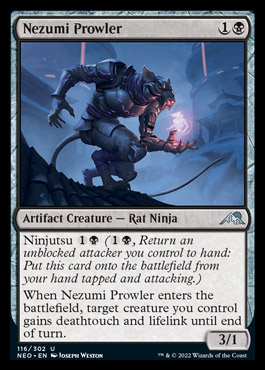 Nezumi Prowler 1
Artifact Creature — Rat Ninja
Ninjutsu 1 ( 1 , Return an
unblocked attacker you control to hand:
Put this card onto the battlefield from
your hand tapped and attacking.)
When Nezumi Prowler enters the
battlefield, target creature you control
gains deathtouch and lifelink until end
of turn.
3/1
116/302 U
NEO • EN JOSEPH WESTON
™ & © 2022 Wizards of the Coast